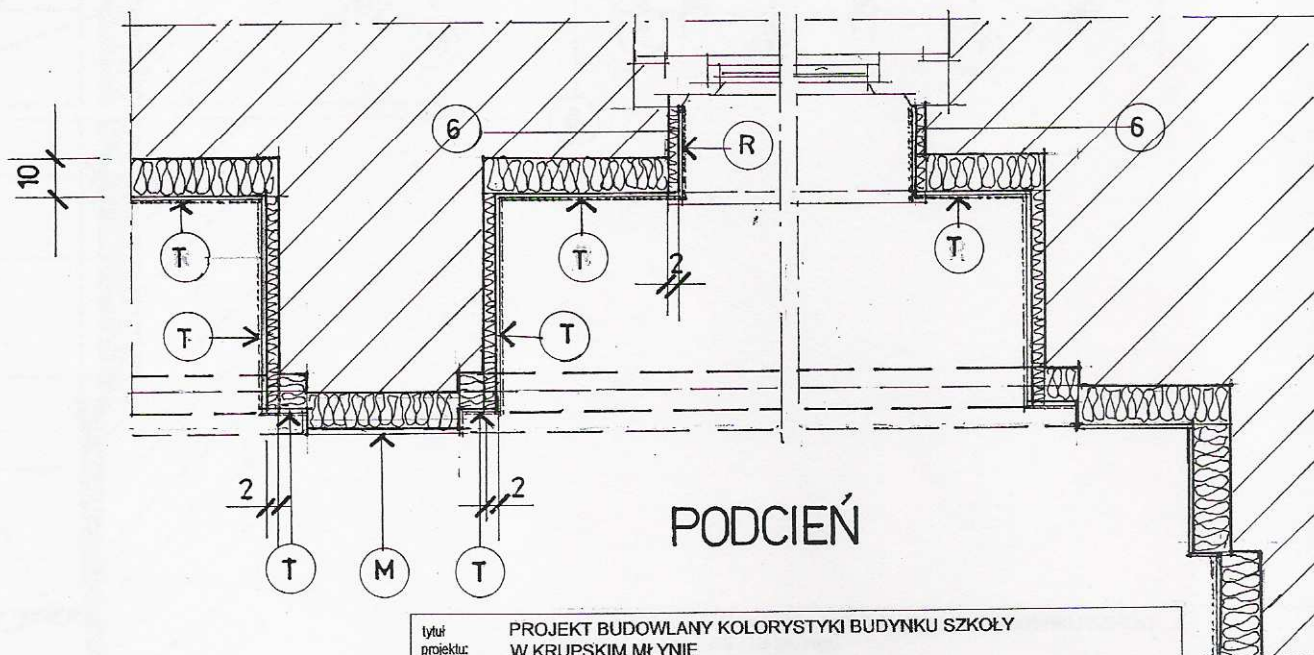 6
6
R
10
T
T
T
2
T
T
2
2
PODCIEŃ
T
M
T
tytuł PROJEKT BUDOWLANY KOLORYSTYKI BUDYNKU SZKOŁY
projektu: W KRUPSKIM MŁYNIE